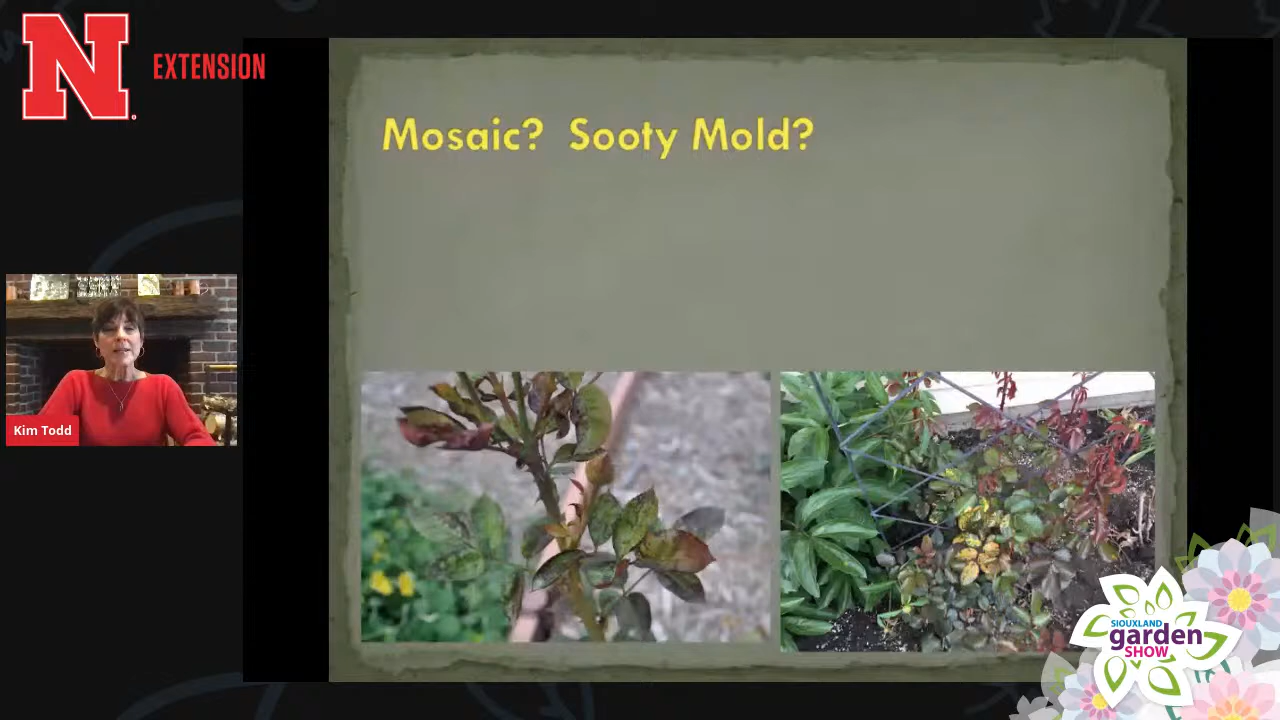 N
EXTENSION
Mosaic? Sooty Mold?
Kim Todd
SIOUXLAND
garden
SHOW